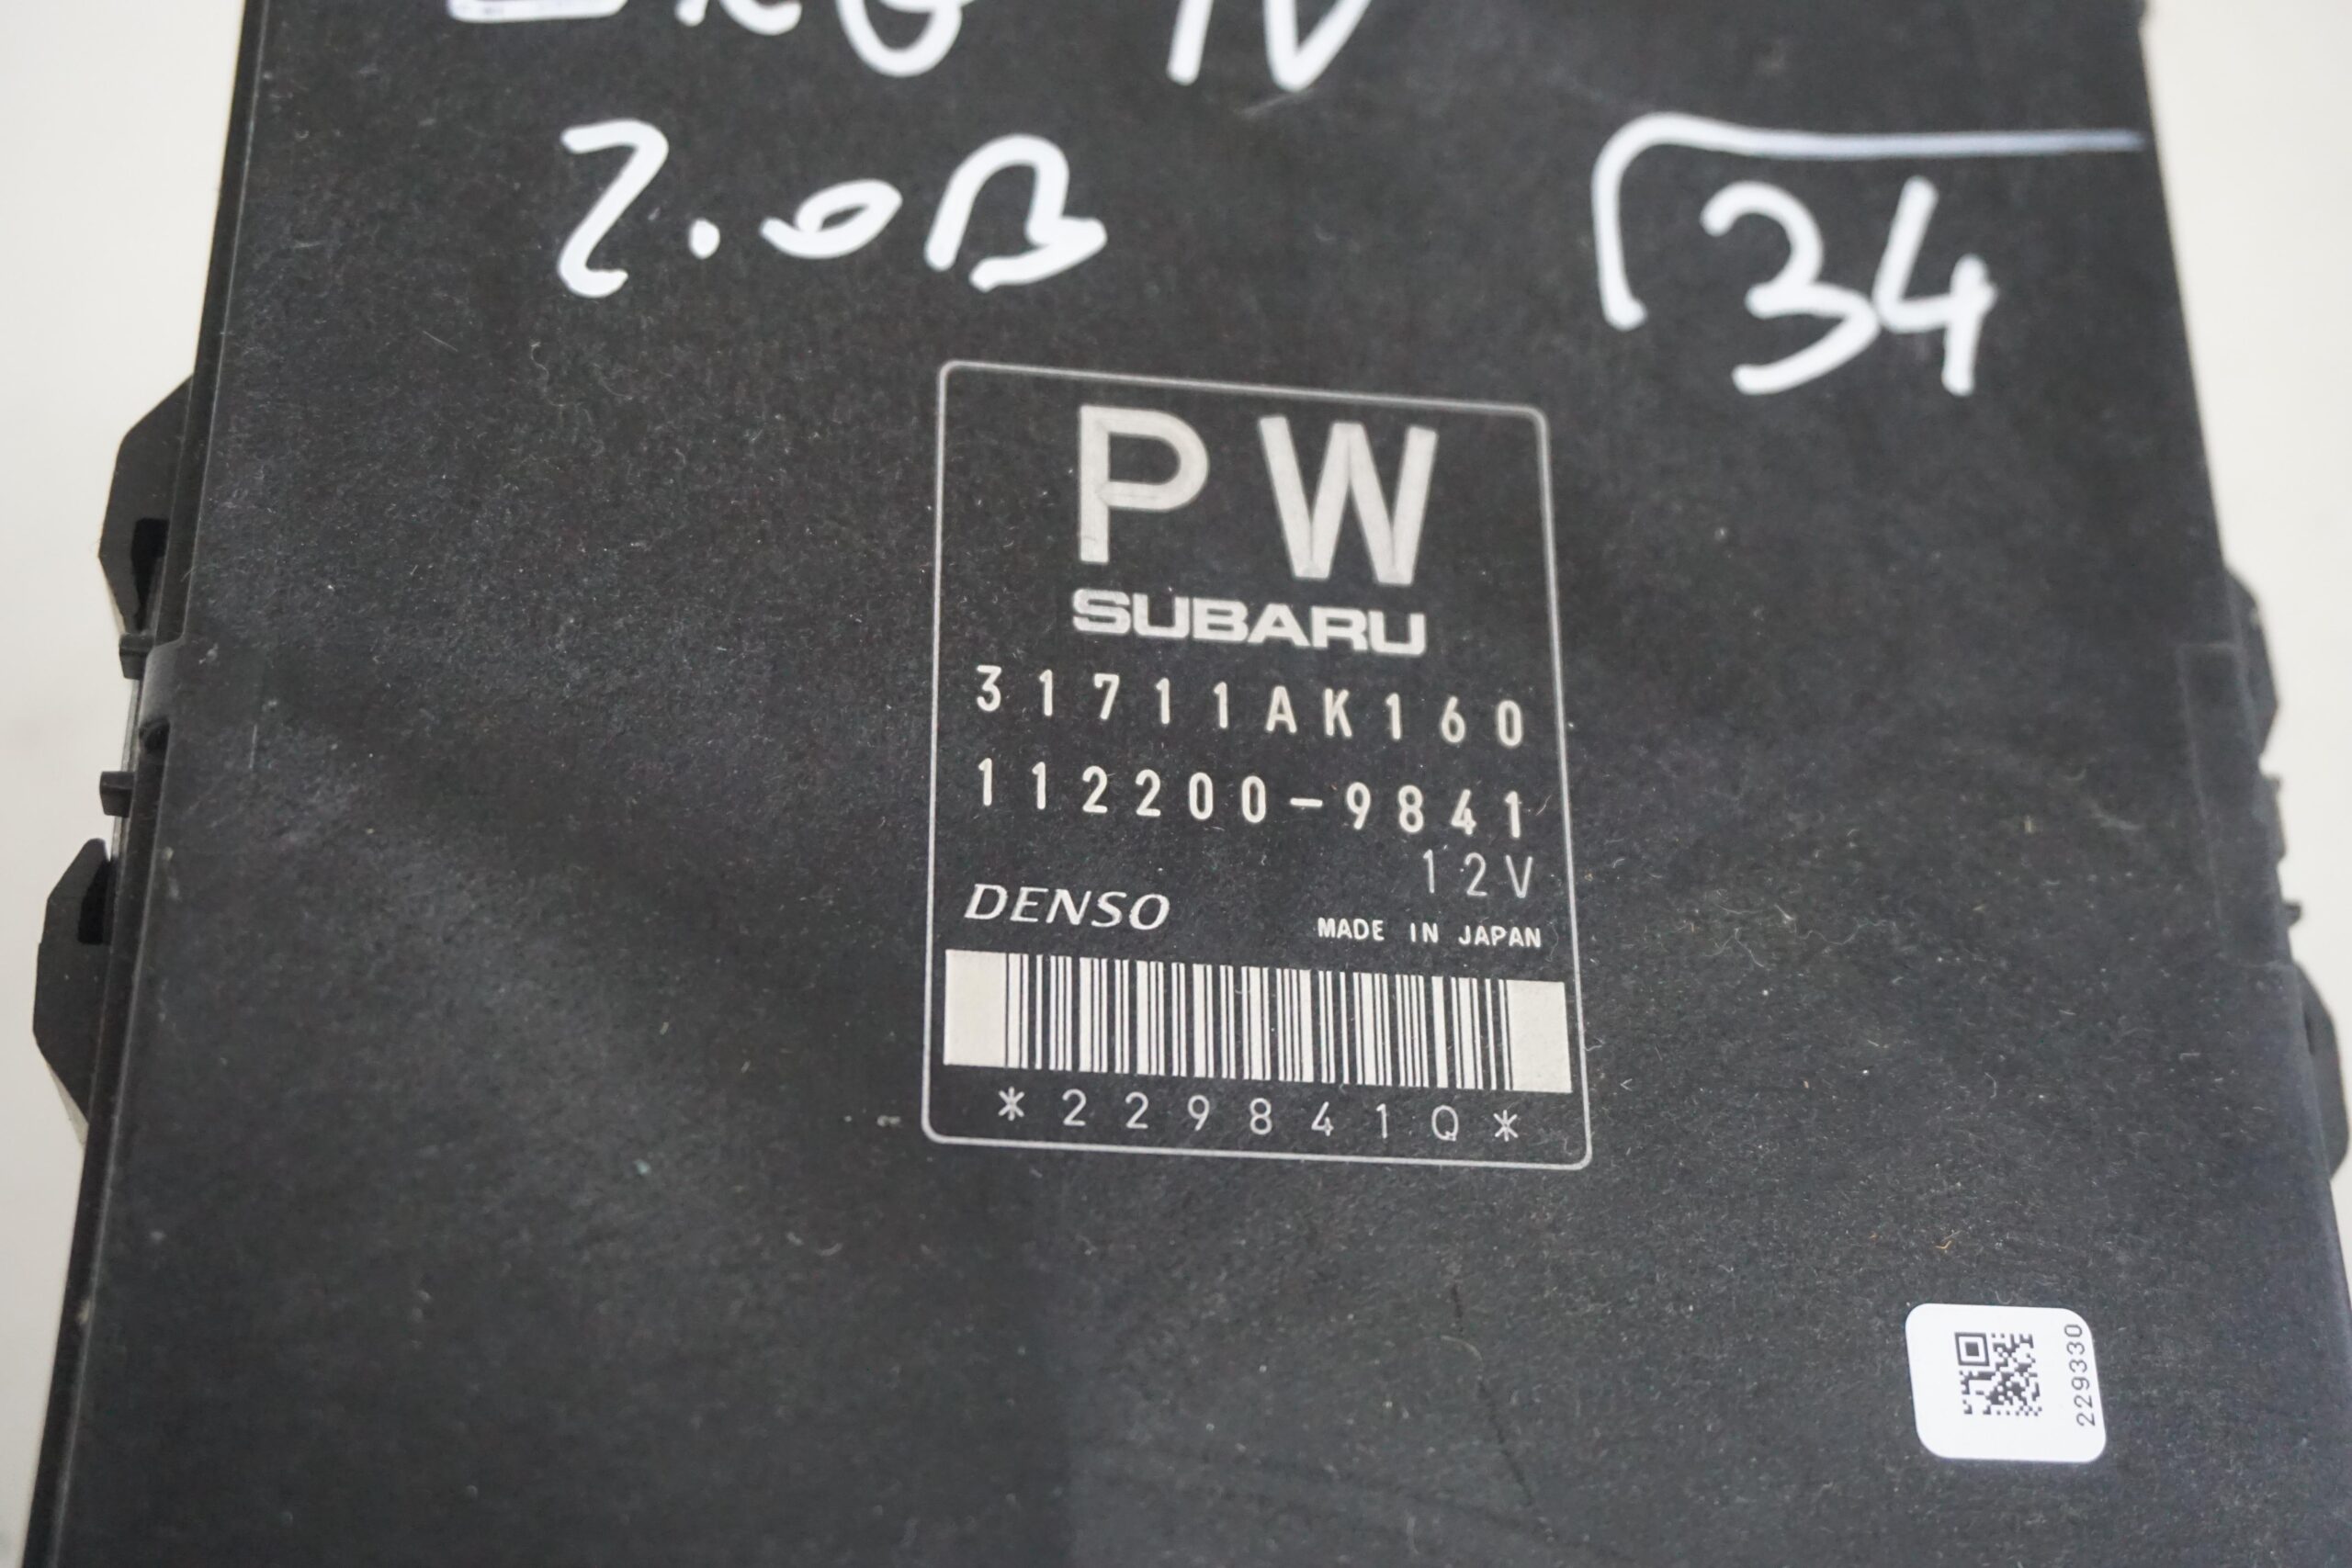 2.0B
34
PW
SUBARU
31711AK160
112200-9841
12V
DENSO
MADE IN JAPAN
*229841Q*
229330